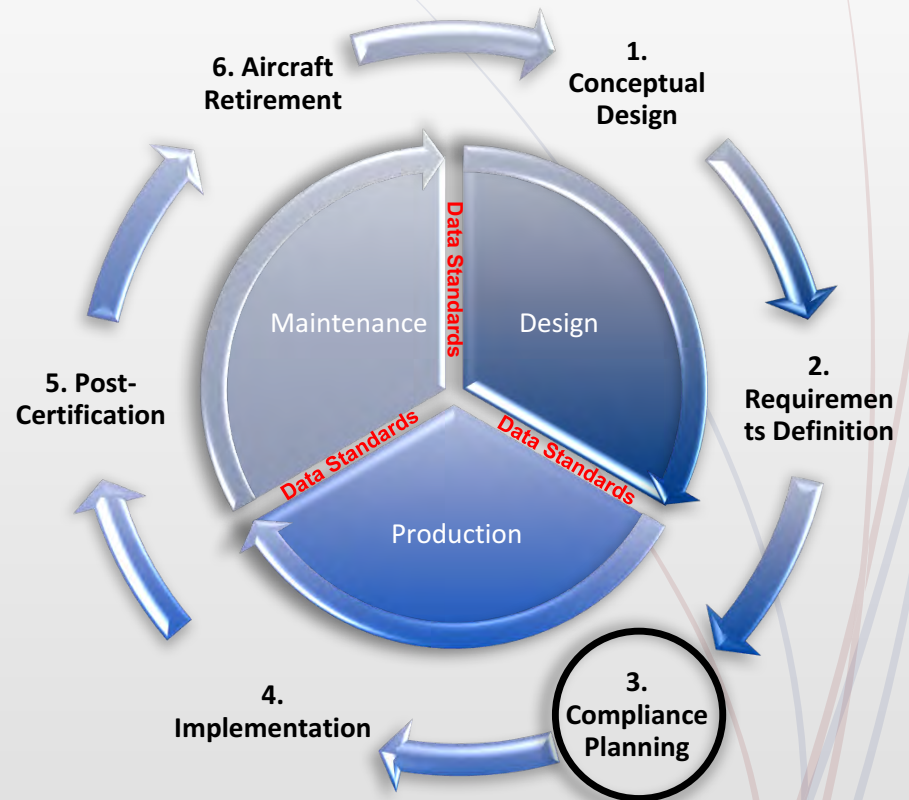 1.
Conceptual
Design
2.
Requiremen
ts Definition
3.
Compliance
Planning
4.
Implementation
5. Post-
Certification
6. Aircraft
Retirement
Maintenance
Data Standards
Design
Data Standards
Data Standards
Production